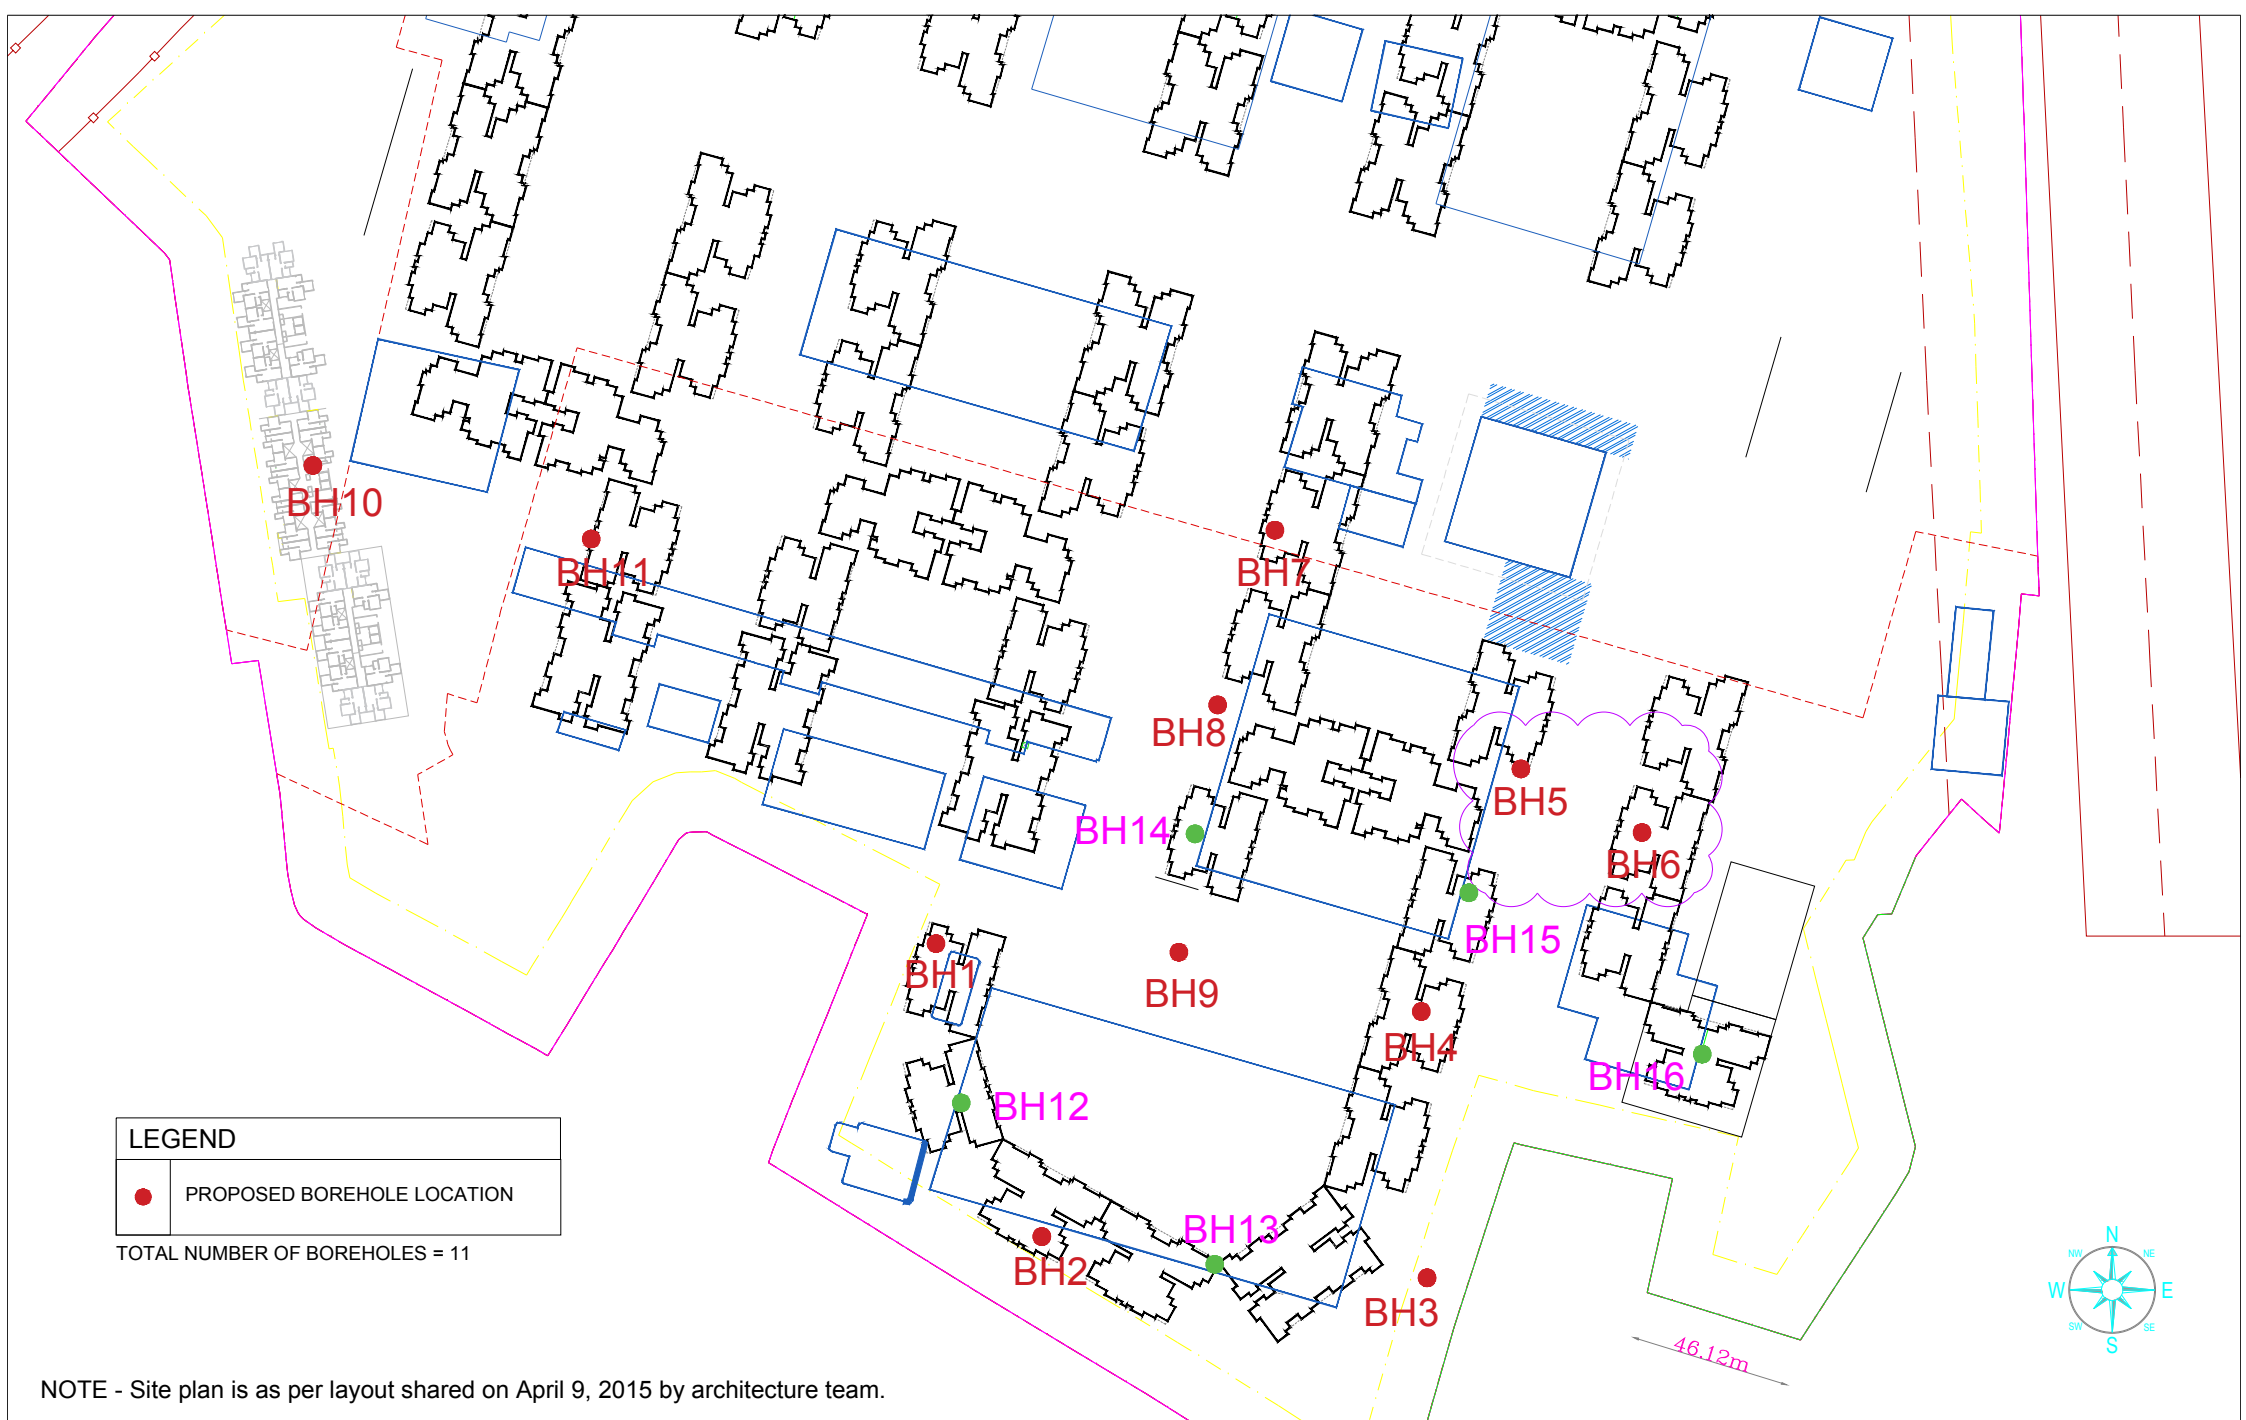 BH10
BH11
BH7
BH8
BH5
BH14
BH6
BH15
BH1
BH9
BH4
BH16
BH12
LEGEND
PROPOSED BOREHOLE LOCATION
TOTAL NUMBER OF BOREHOLES = 11
BH13
BH2
BH3
N
NW
NE
W
E
SW
SE
S
46.12m
NOTE - Site plan is as per layout shared on April 9, 2015 by architecture team.